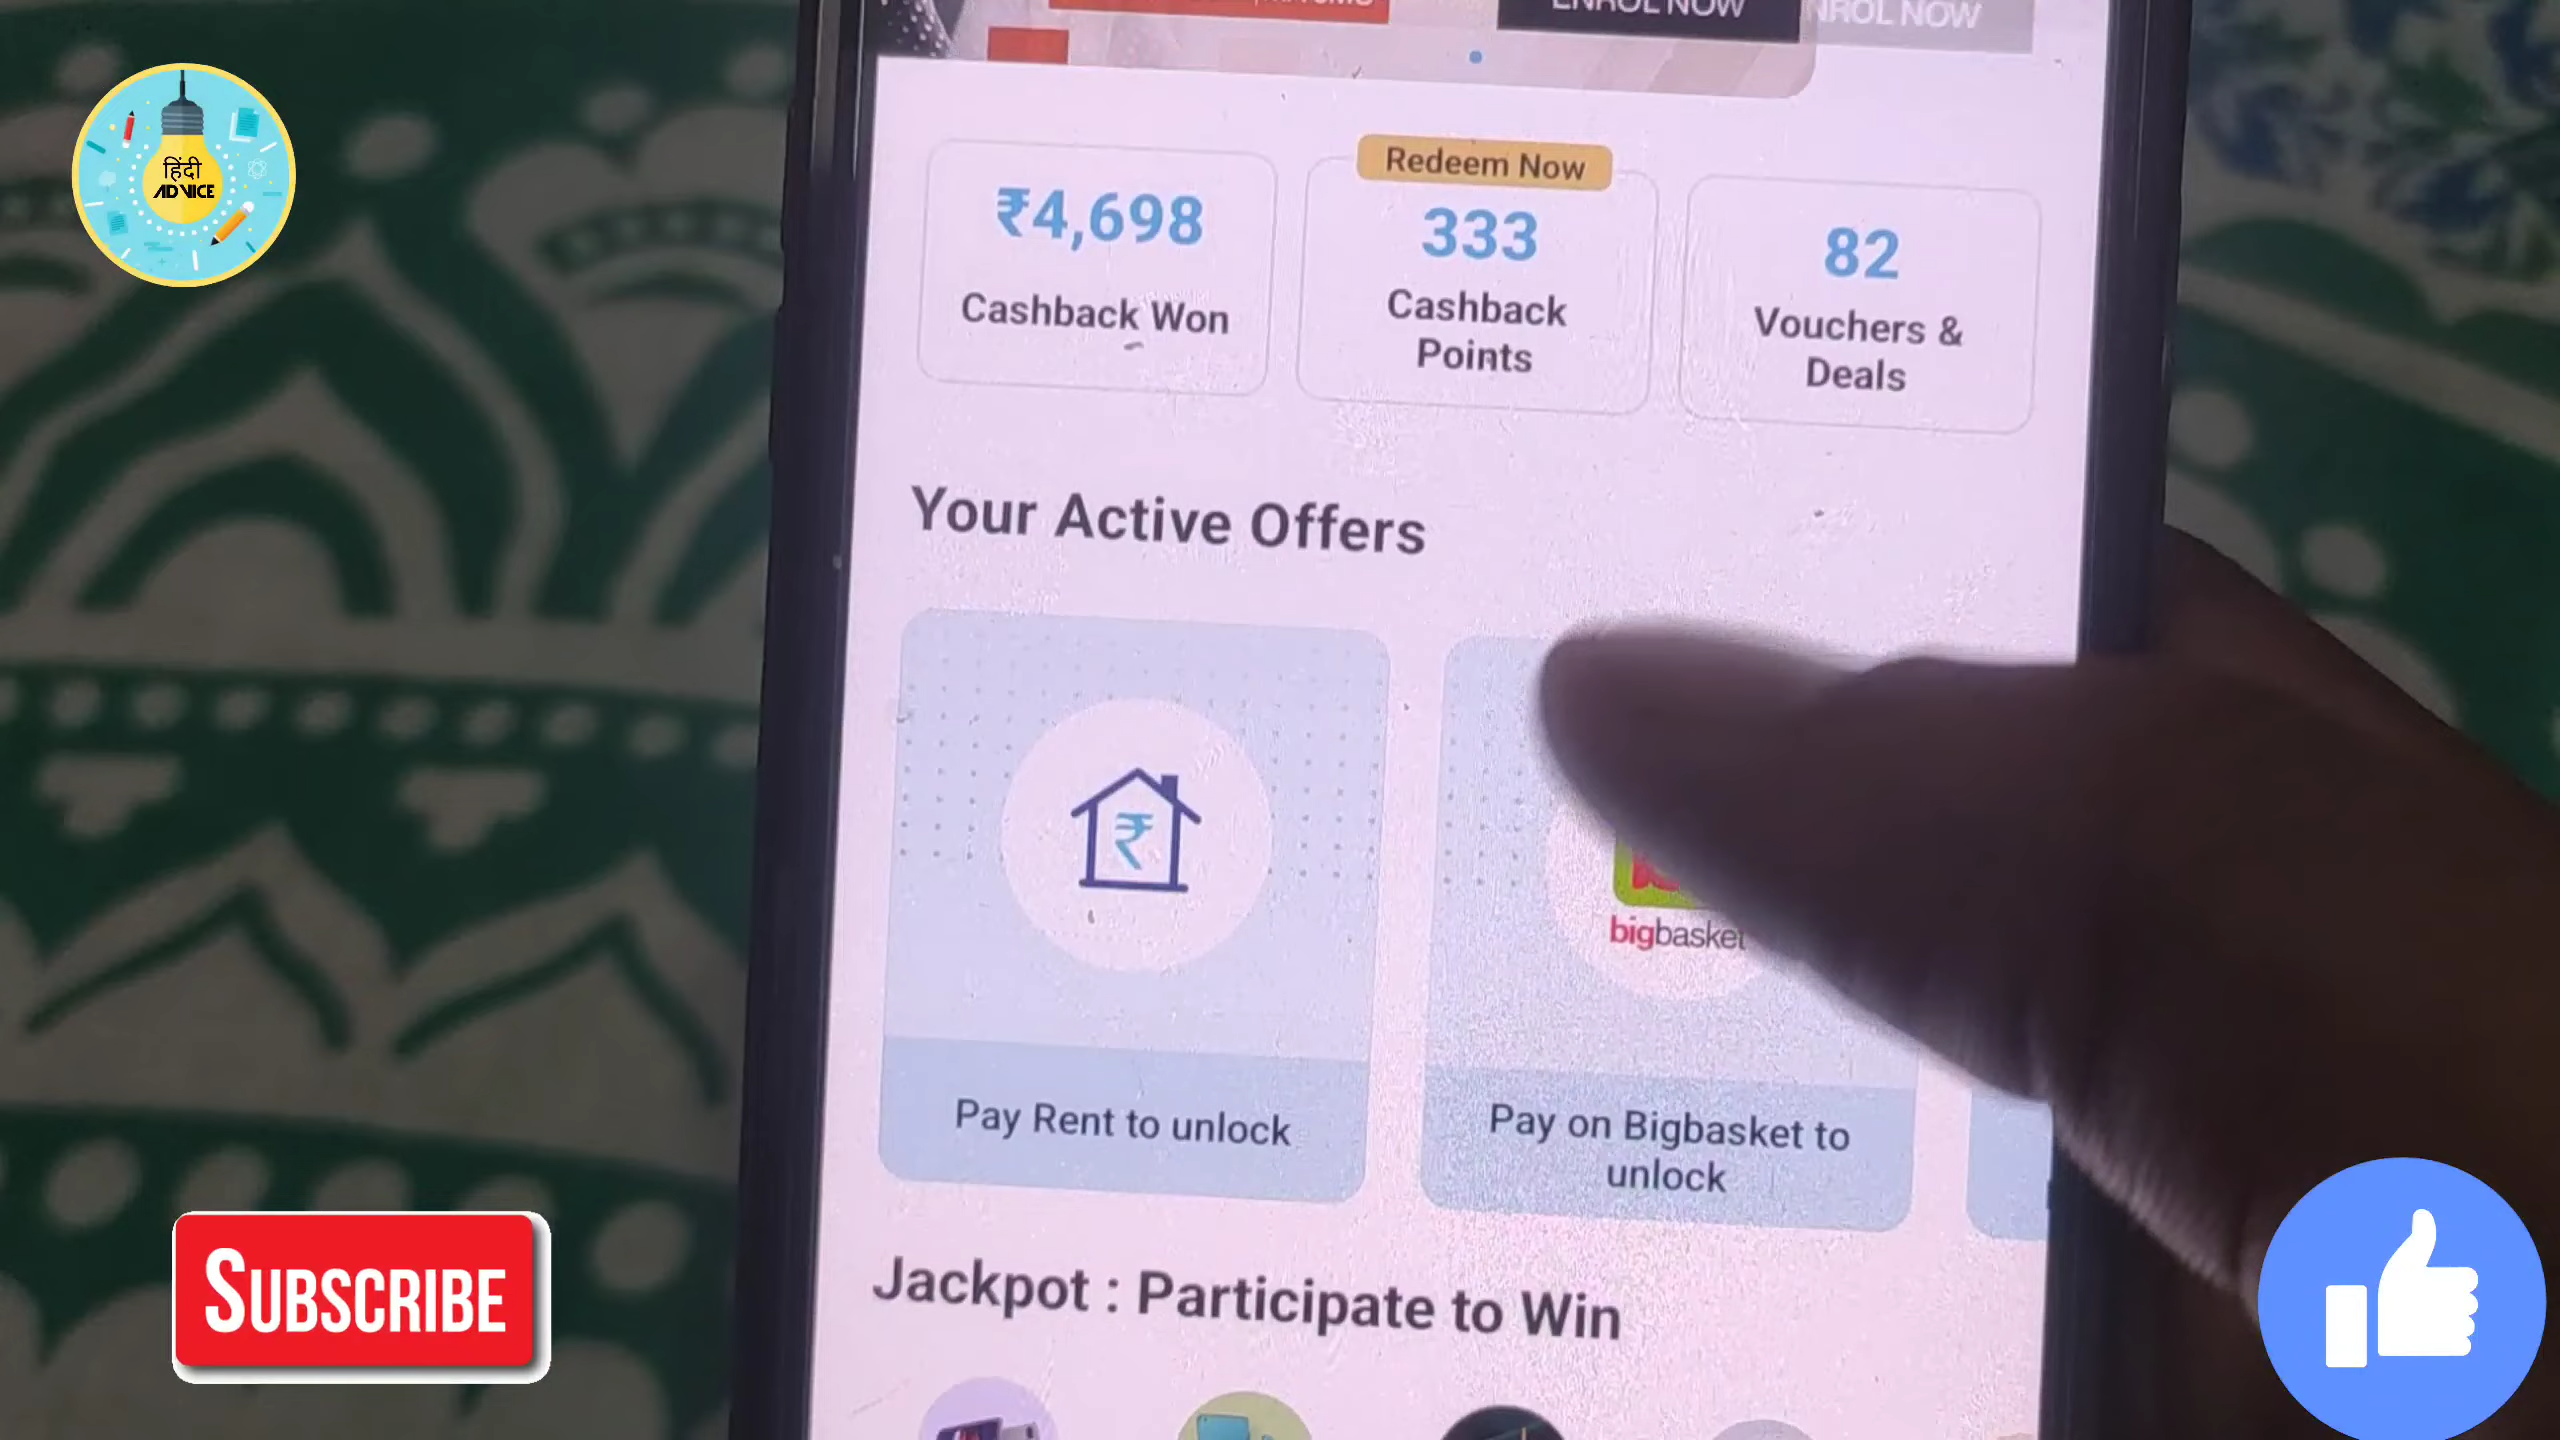 ENROL NOW
ROL NOW
हिंदी
ADVICE
Redeem Now
₹4,698
333
82
Cashback Won
Cashback
Points
Vouchers &
Deals
Your Active Offers
₹
bigbasket
Pay Rent to unlock
Pay on Bigbasket to
unlock
SUBSCRIBE
Jackpot : Participate to Win